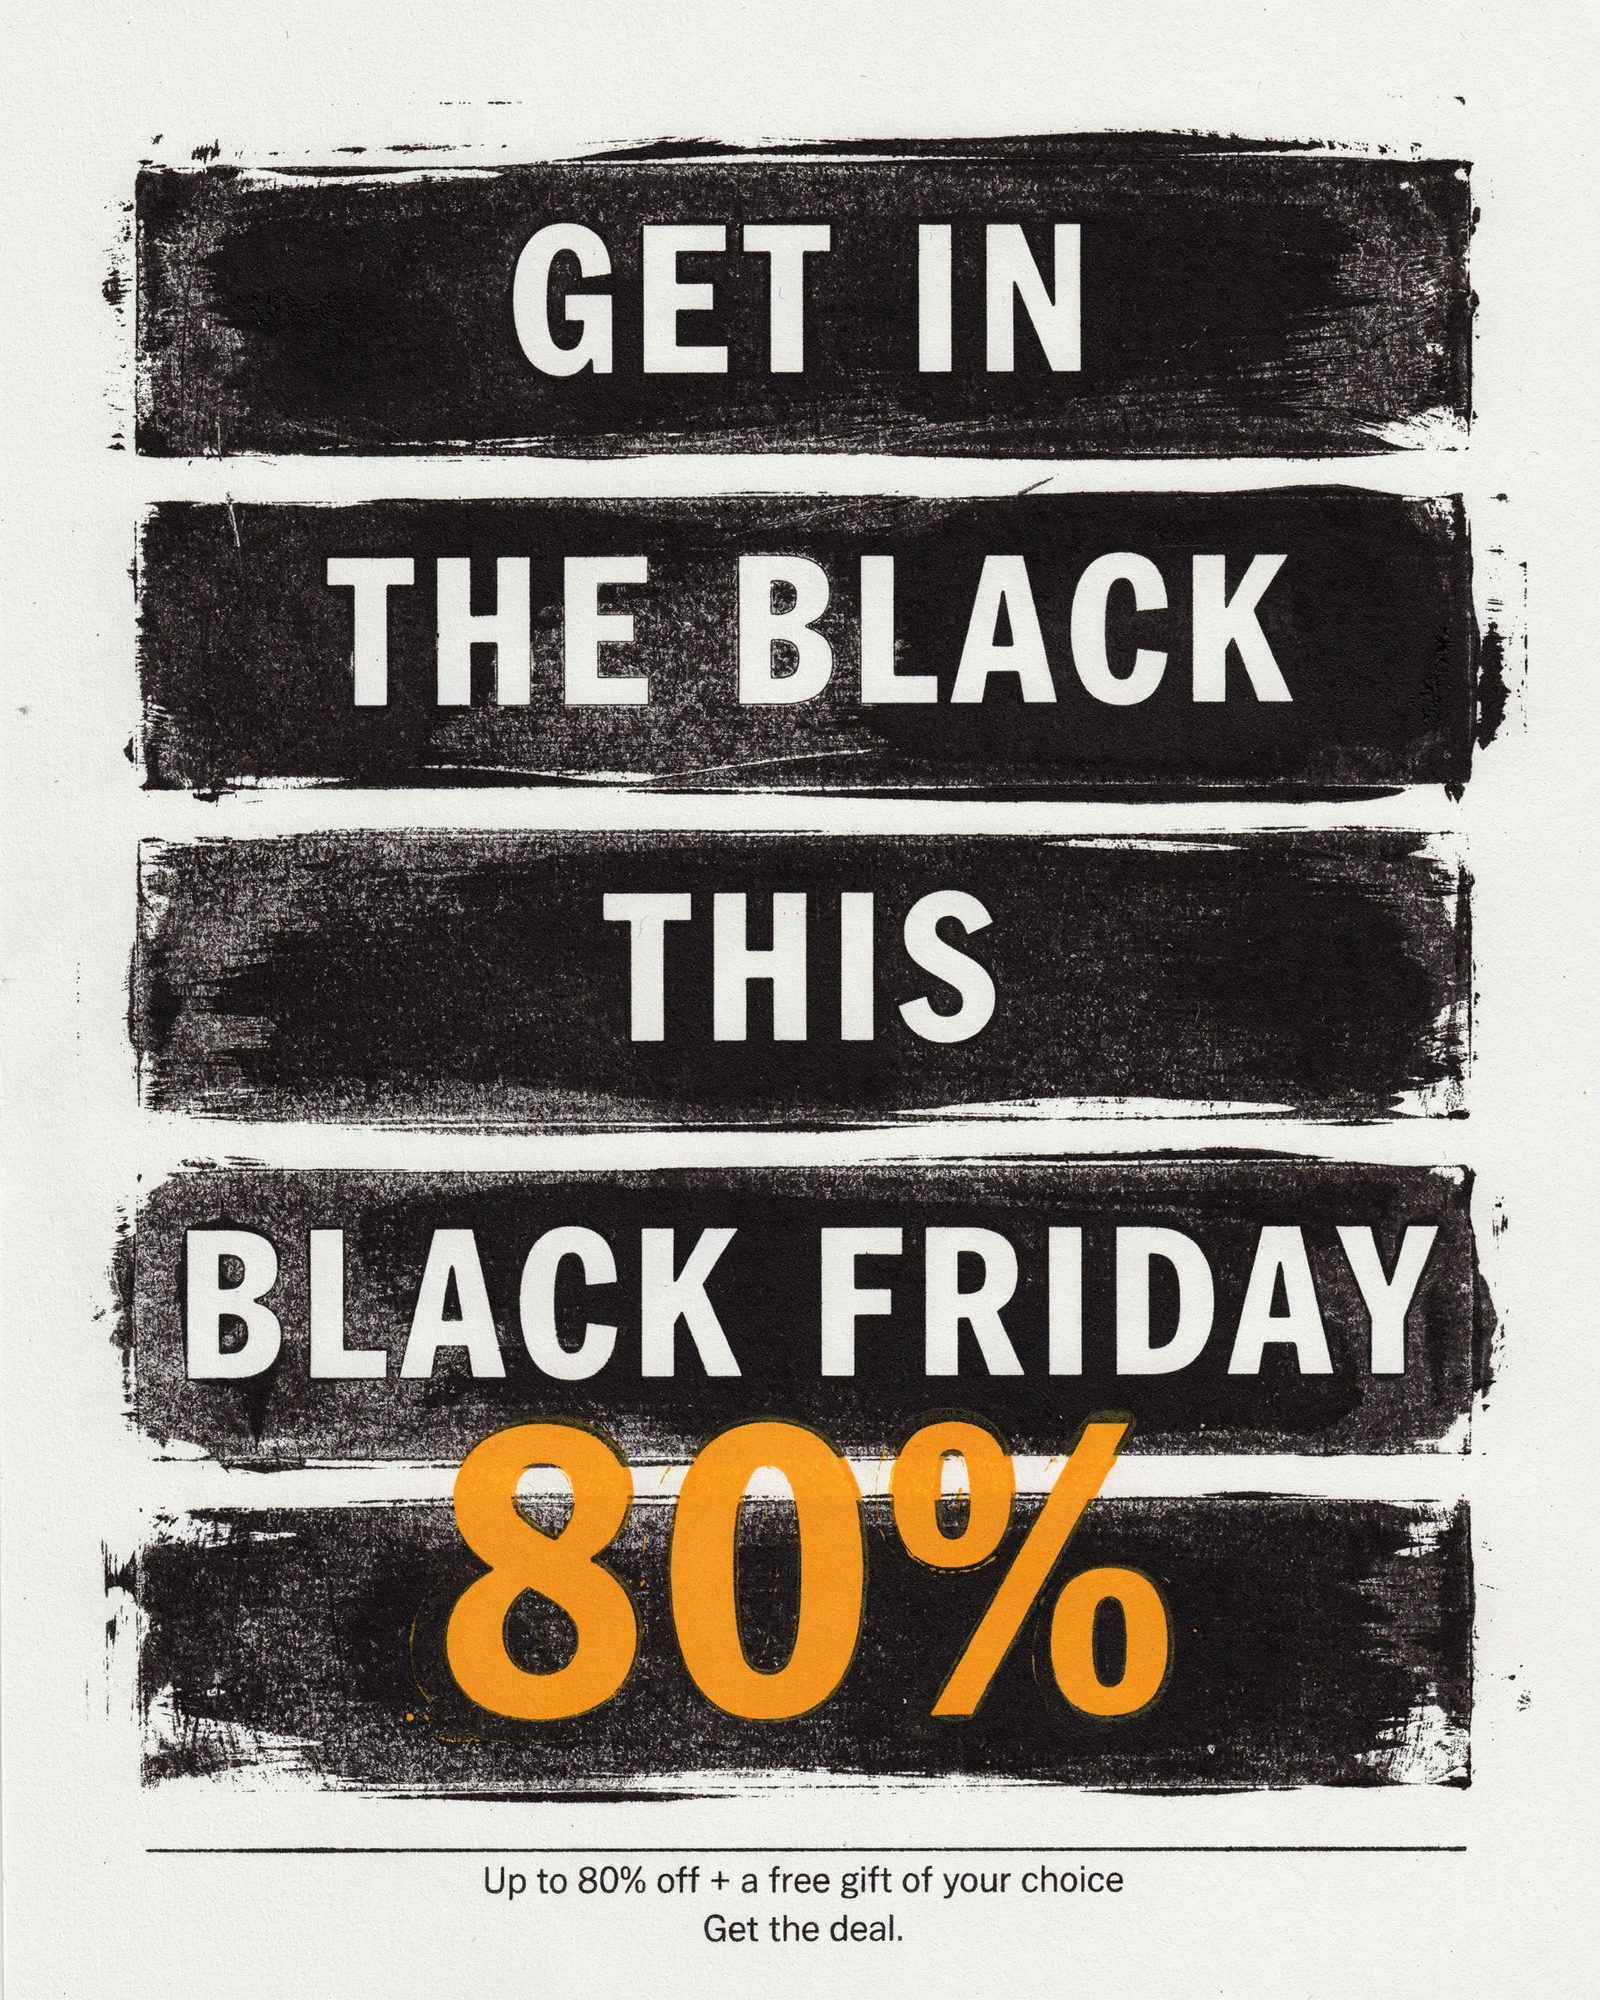 GET IN
THE BLACK
THIS
BLACK FRIDAY
80%
Up to 80% off + a free gift of your choice
Get the deal.